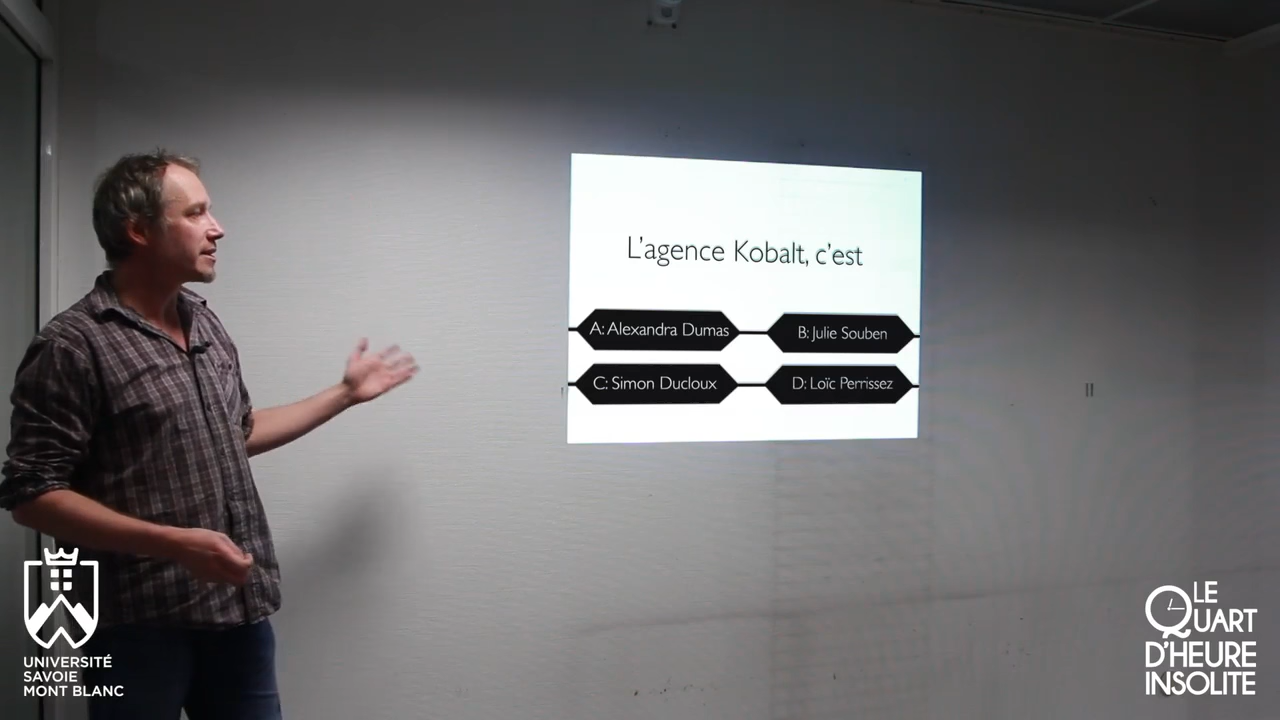 L'agence Kobalt, c'est
A: Alexandra Dumas
B: Julie Souben
C: Simon Ducloux
D: Loïc Perrissez
UNIVERSITÉ
SAVOIE
MONT BLANC
LE
QUART
D'HEURE
INSOLITE